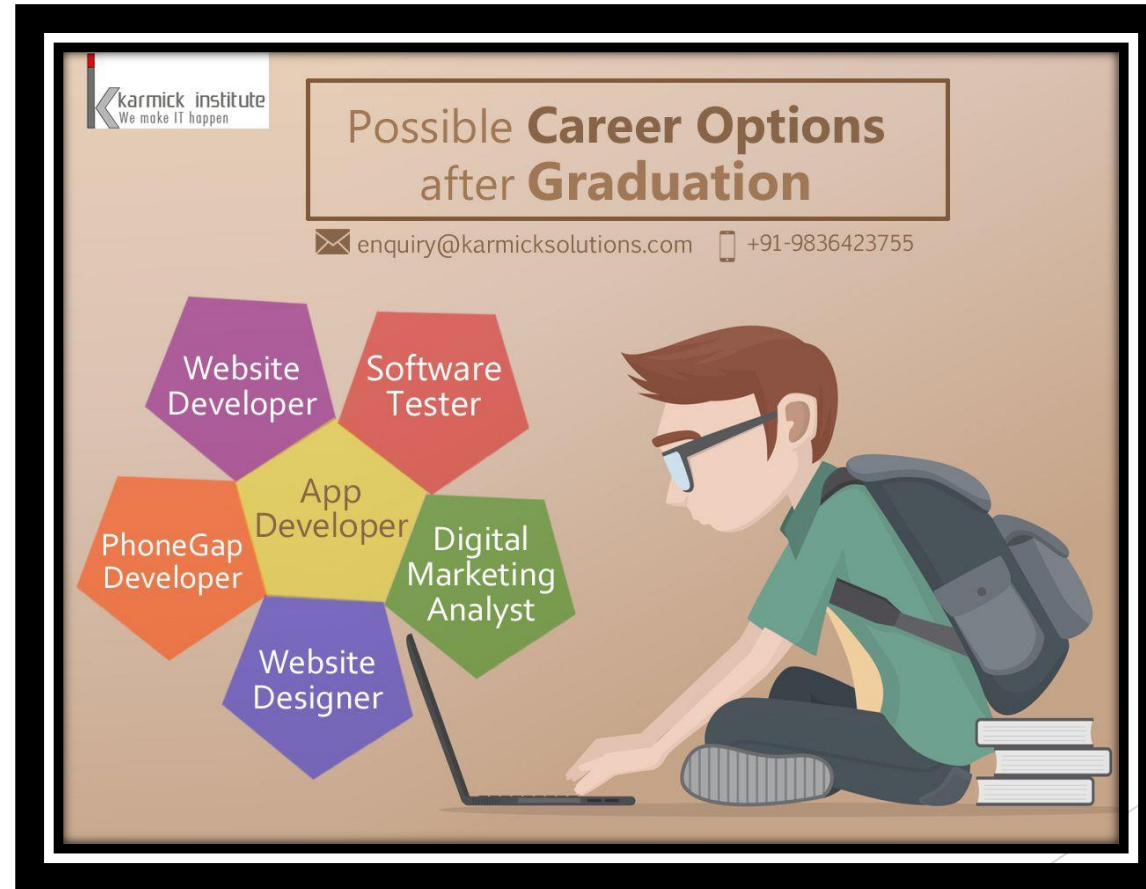 karmick institute
We make IT happen
Possible Career Options
after Graduation
enquiry@karmicksolutions.com +91-9836423755
Website
Developer
Software
Tester
App
Developer
PhoneGap
Developer
Digital
Marketing
Analyst
Website
Designer